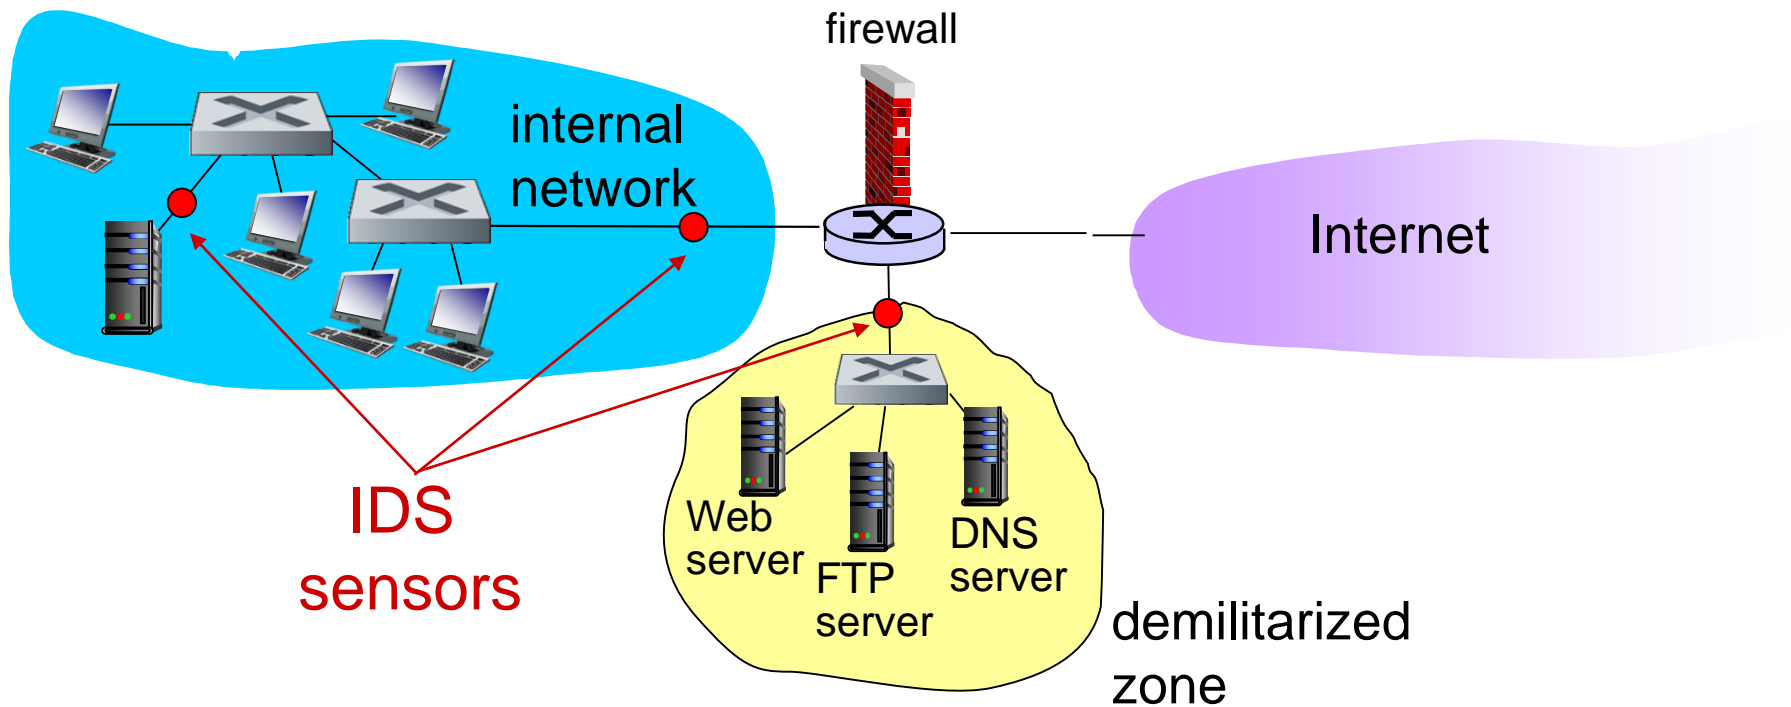 firewall
internal
network
Internet
IDS
sensors
Web
server
FTP
server
DNS
server
demilitarized
zone